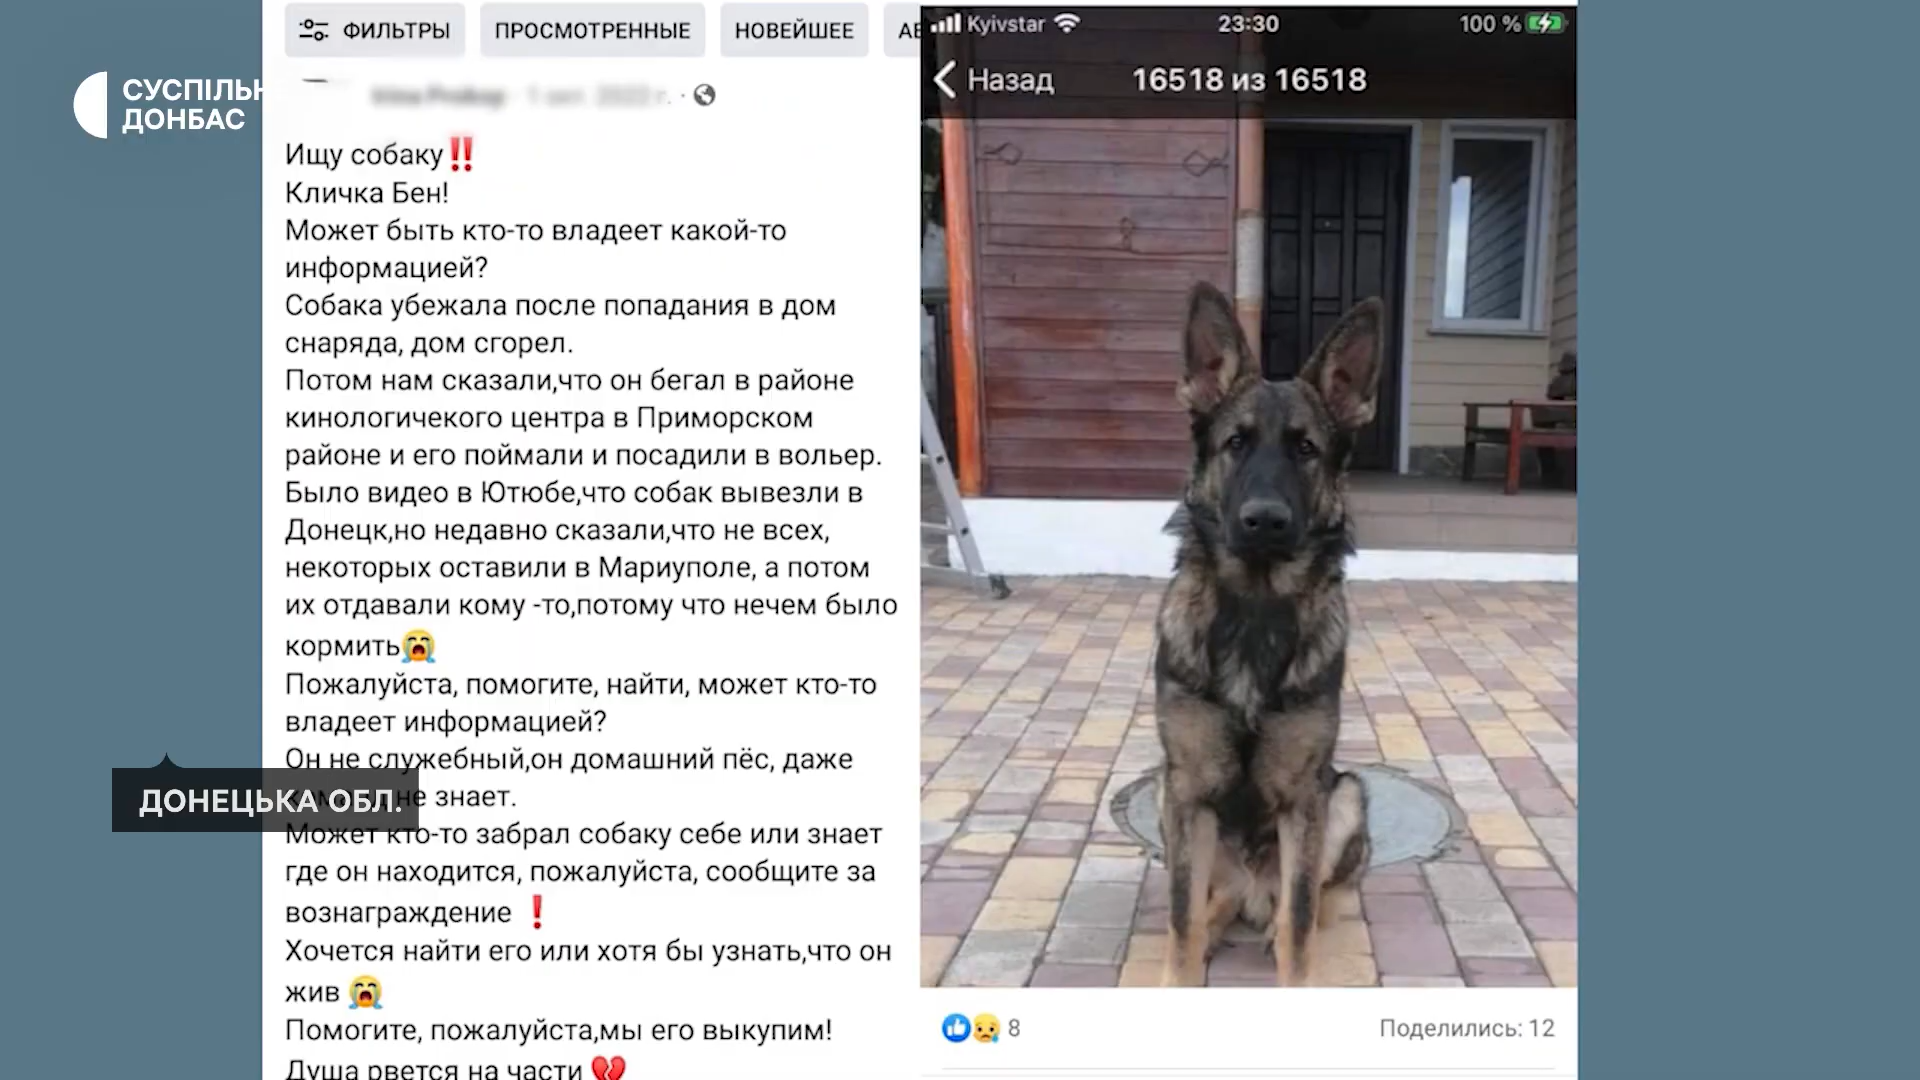 ФИЛЬТРЫ
ПРОСМОТРЕННЫЕ
НОВЕЙШЕЕ
СУСПІЛЬН
ДОНБАС
Ищу собаку‼️
Кличка Бен!
Может быть кто-то владеет какой-то
информацией?
Собака убежала после попадания в дом
снаряда, дом сгорел.
Потом нам сказали,что он бегал в районе
кинологичекого центра в Приморском
районе и его поймали и посадили в вольер.
Было видео в Ютюбе,что собак вывезли в
Донецк,но недавно сказали,что не всех,
некоторых оставили в Мариуполе, а потом
их отдавали кому -то,потому что нечем было
кормить😭
Пожалуйста, помогите, найти, может кто-то
владеет информацией?
Он не служебный,он домашний пёс, даже
не знает.
Может кто-то забрал собаку себе или знает
где он находится, пожалуйста, сообщите за
вознаграждение ❗
Хочется найти его или хотя бы узнать,что он
жив 😭
Помогите, пожалуйста,мы его выкупим!
Душа рвется на части 💔
ДОНЕЦЬКА ОБЛ.
Kyivstar 23:30 100 %
Назад 16518 из 16518
8 Поделились: 12